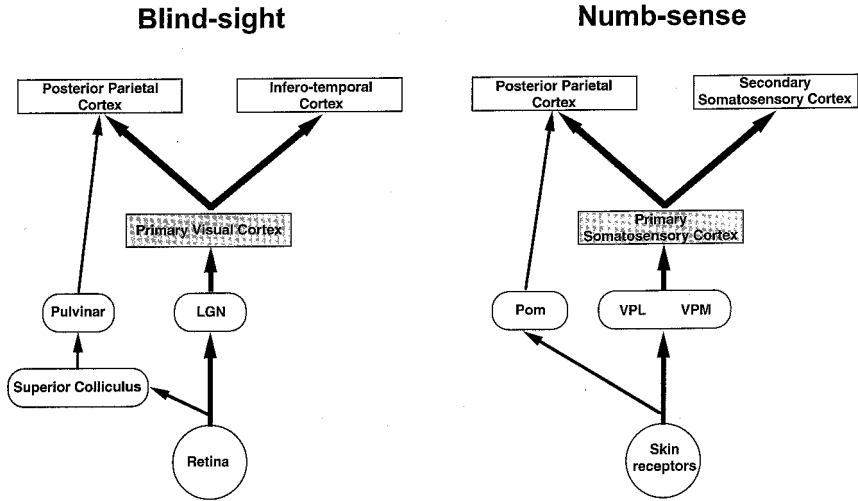 Blind-sight
Posterior Parietal
Cortex
Infero-temporal
Cortex
Primary Visual Cortex
Pulvinar
LGN
Superior Colliculus
Retina
Numb-sense
Posterior Parietal
Cortex
Secondary
Somatosensory Cortex
Primary
Somatosensory Cortex
Pom
VPL VPM
Skin
receptors